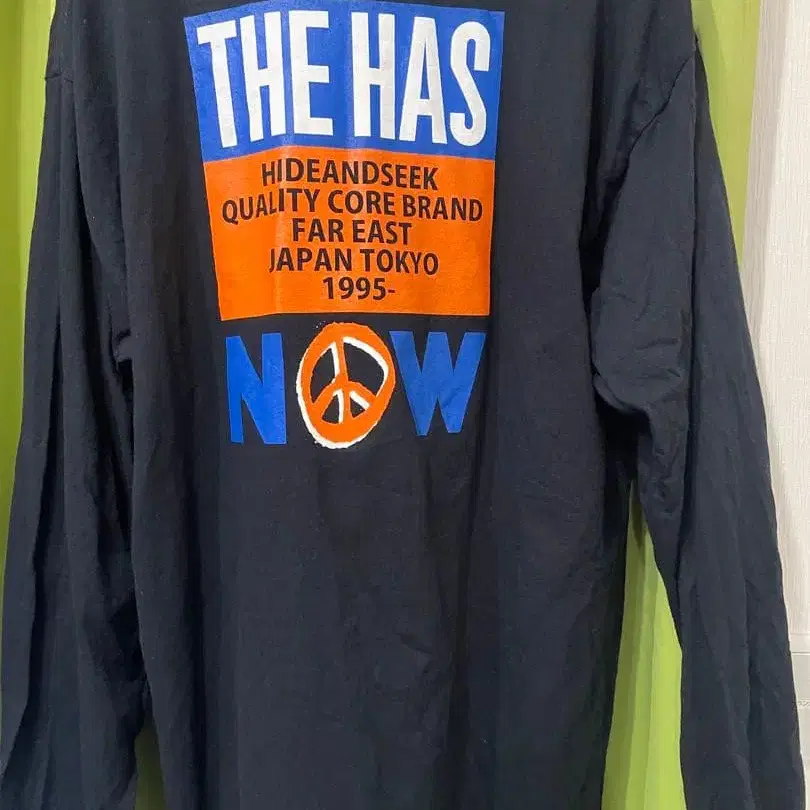 THE HAS
HIDEANDSEEK
QUALITY CORE BRAND
FAR EAST
JAPAN TOKYO
1995-
NOW